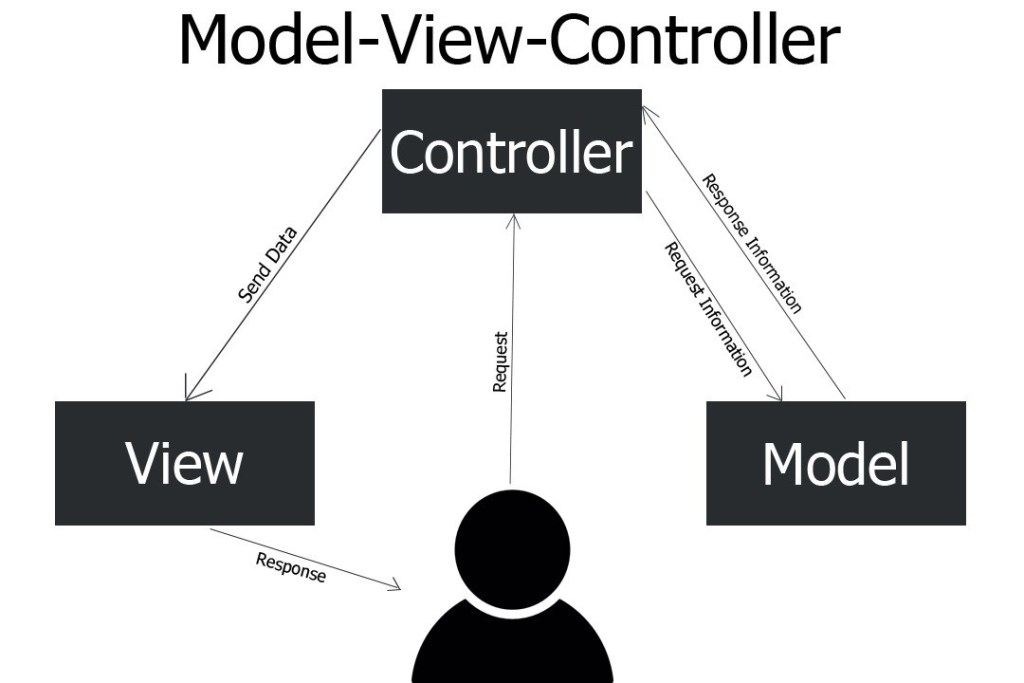 Model-View-Controller
Controller
Send Data
Response Information
Request Information
Request
View
Model
Response